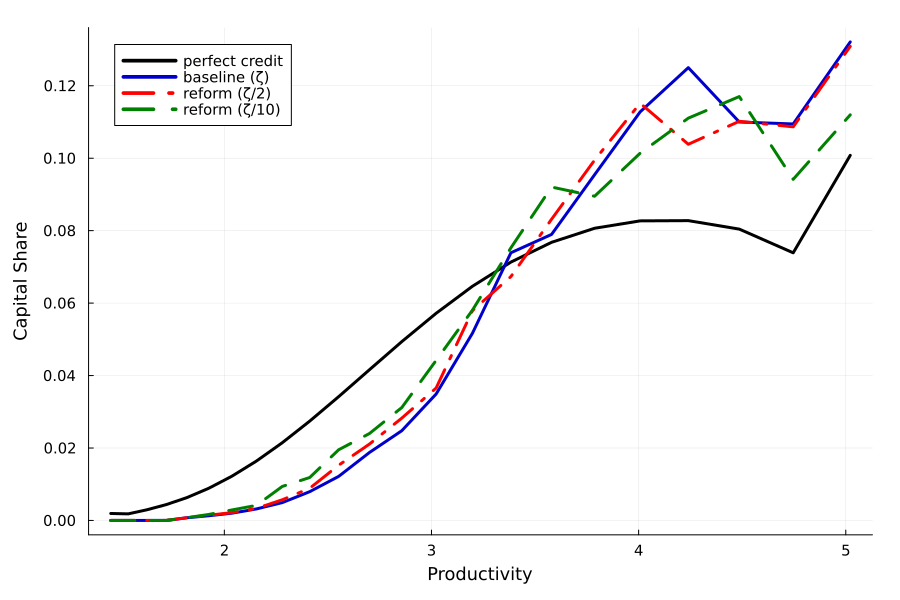 perfect credit
baseline (ζ)
reform (ζ/2)
reform (ζ/10)
Capital Share
0.12
0.10
0.08
0.06
0.04
0.02
0.00
2 3 4 5
Productivity